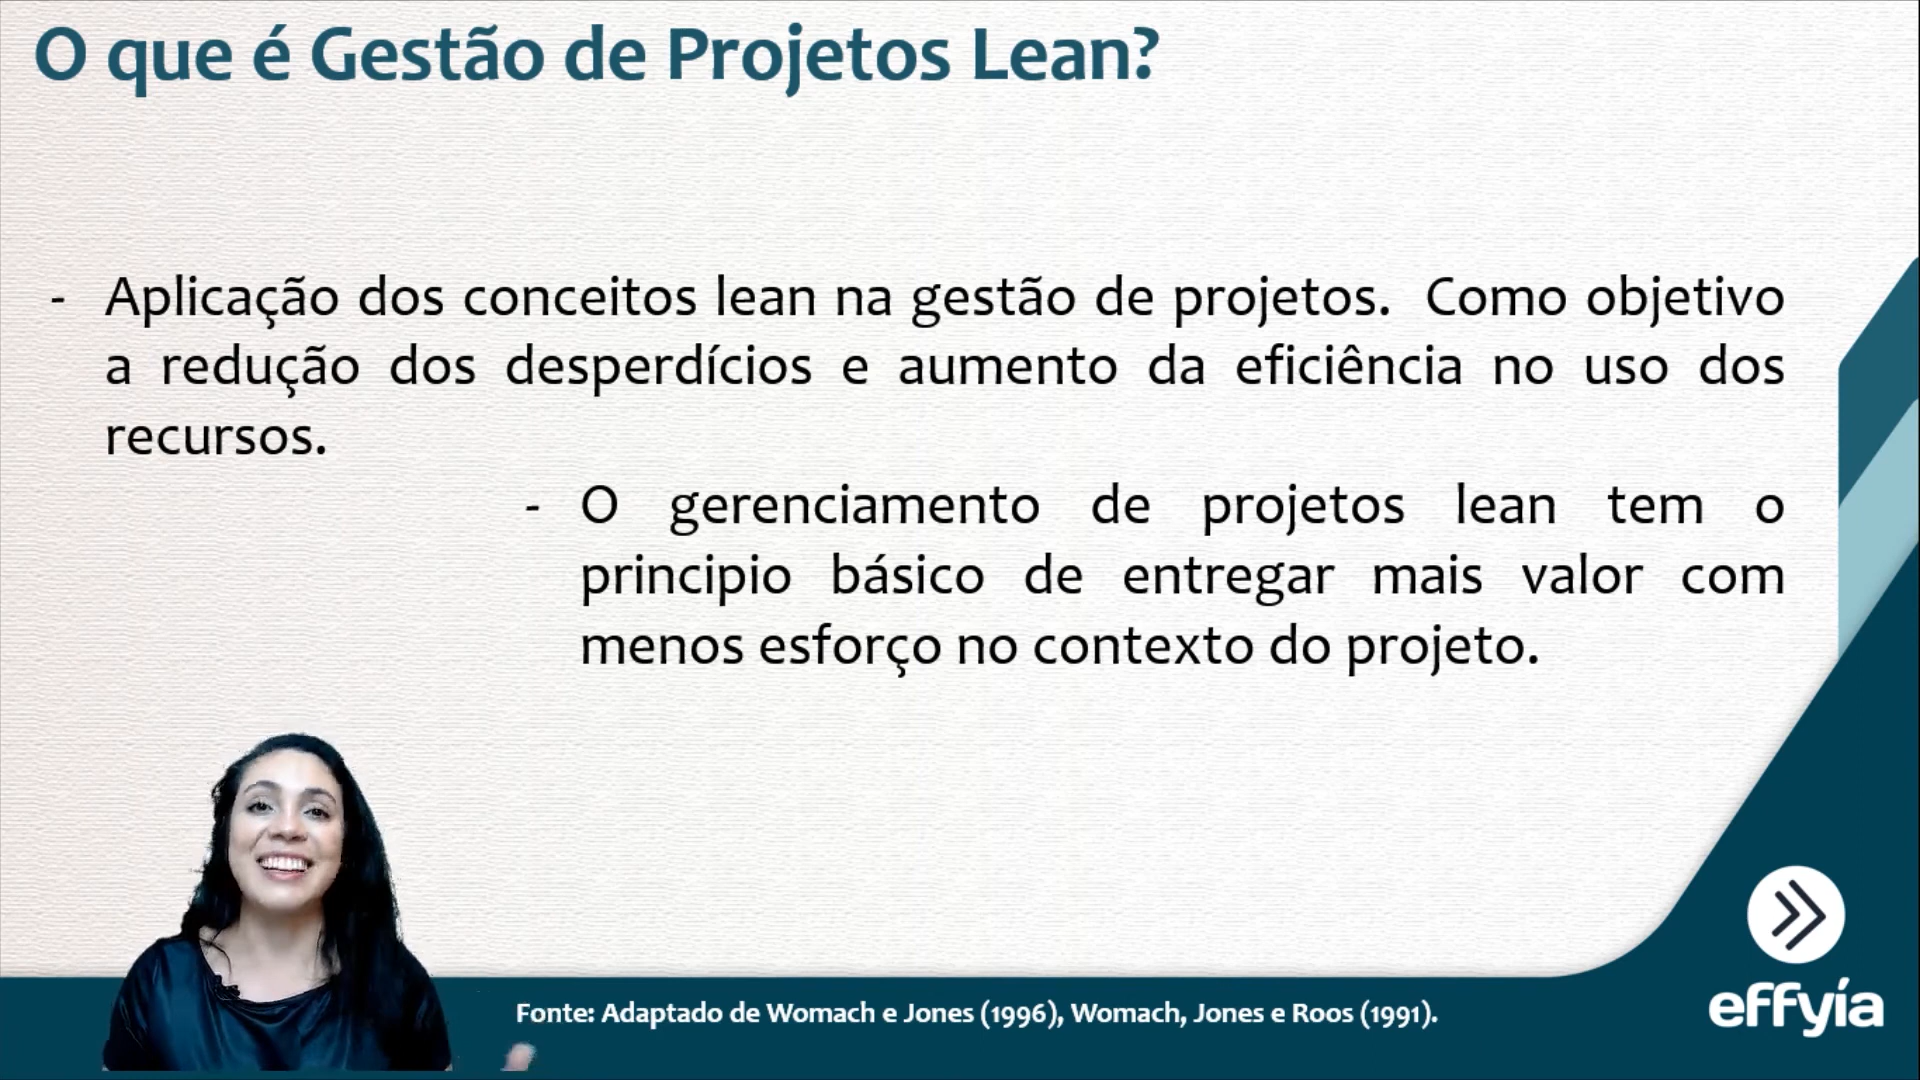 O que é Gestão de Projetos Lean?
- Aplicação dos conceitos lean na gestão de projetos. Como objetivo
a redução dos desperdícios e aumento da eficiência no uso dos
recursos.
- O gerenciamento de projetos lean tem o
principio básico de entregar mais valor com
menos esforço no contexto do projeto.
Fonte: Adaptado de Womach e Jones (1996), Womach, Jones e Roos (1991).
effyía